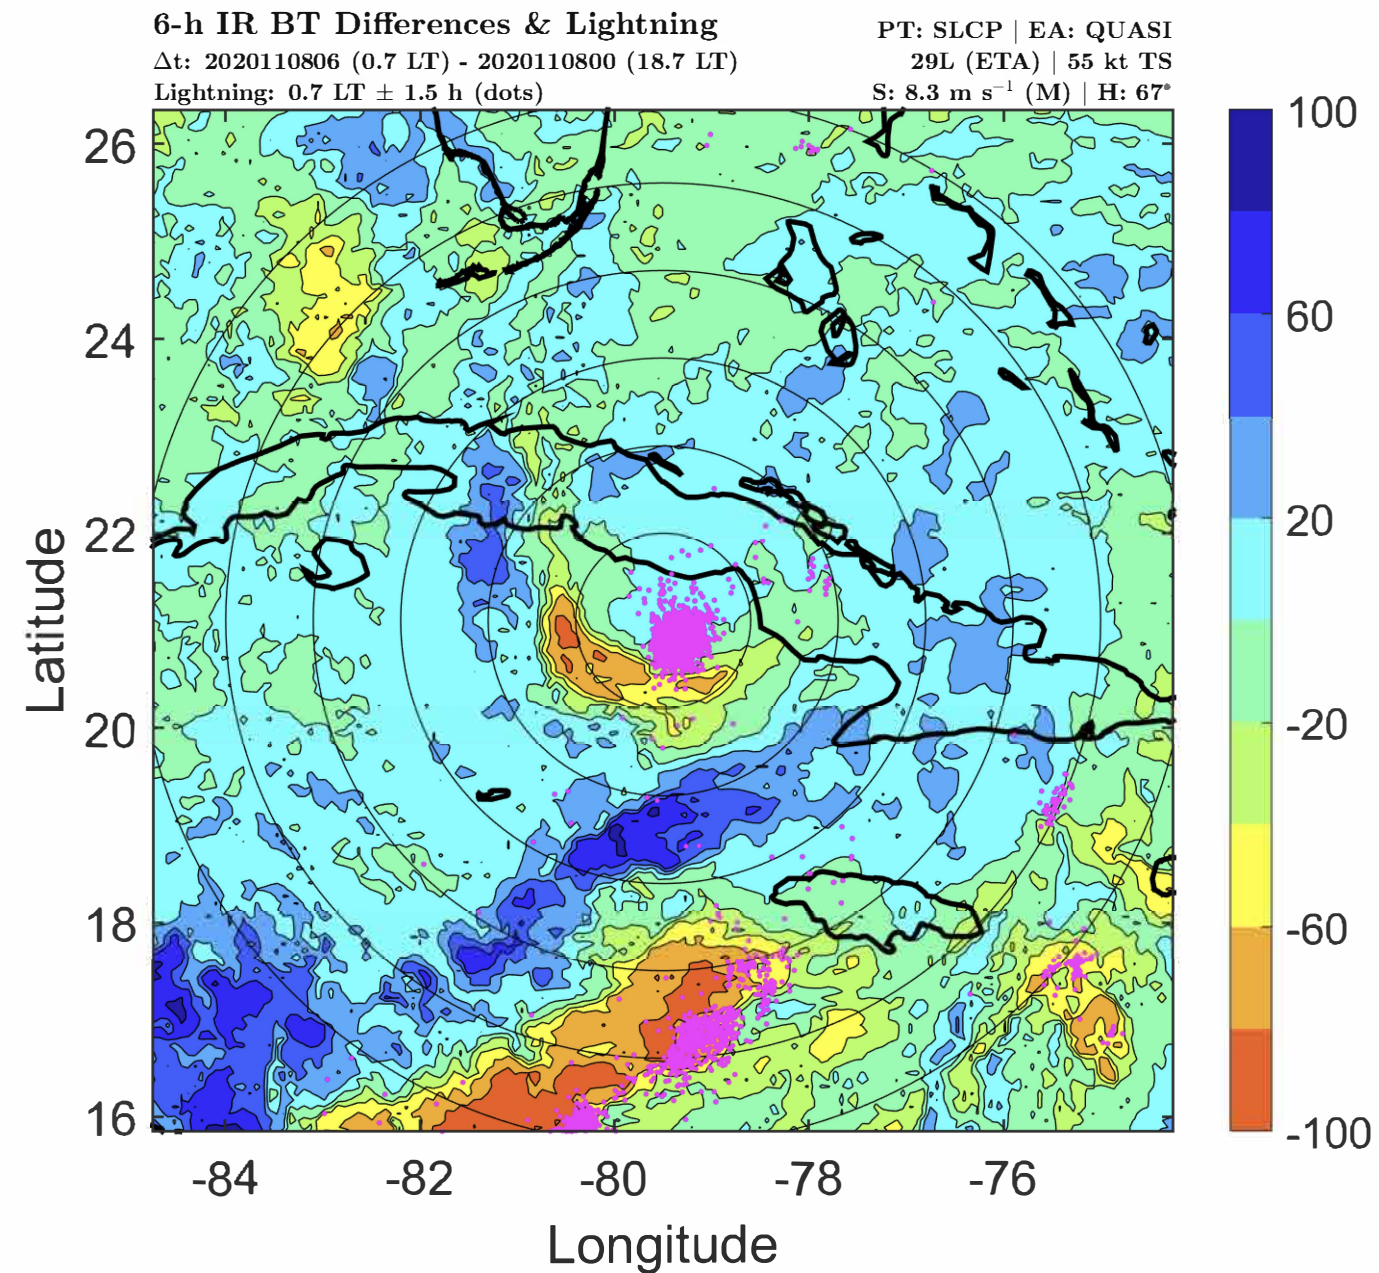 6-h IR BT Differences & Lightning
PT: SLCP | EA: QUASI
Δt: 2020110806 (0.7 LT) - 2020110800 (18.7 LT)
29L (ETA) | 55 kt TS
Lightning: 0.7 LT ± 1.5 h (dots)
S: 8.3 m s⁻¹ (M) | H: 67°
100
60
20
-20
-60
-100
Latitude
26
24
22
20
18
16
-84 -82 -80 -78 -76
Longitude